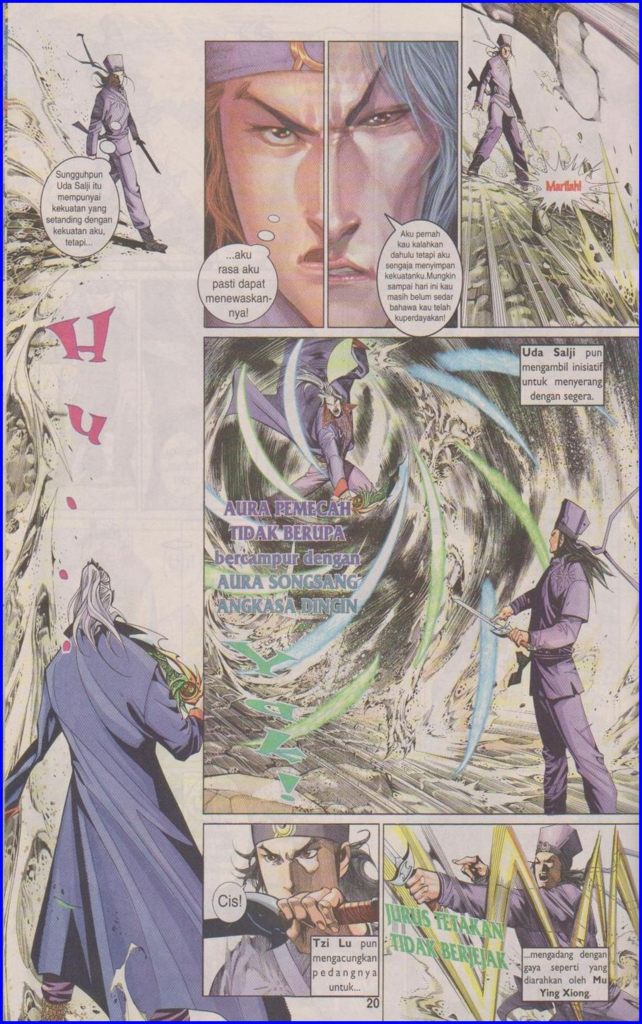 Sungguhpun
Uda Salji itu
mempunyai
kekuatan yang
setanding dengan
kekuatan aku,
tetapi...
...aku
rasa aku
pasti dapat
menewaskan-
nya!
Aku pernah
kau kalahkan
dahulu tetapi aku
sengaja menyimpan
kekuatanku.Mungkin
sampai hari ini kau
masih belum sedar
bahawa kau telah
kuperdayakan!
Marilah!
Hu..
Uda Salji pun
mengambil inisiatif
untuk menyerang
dengan segera.
AURA PEMECAH
TIDAK BERUPA
bercampur dengan
AURA SONGSANG
ANGKASA DINGIN
Yak!
Cis!
Tzi Lu pun
mengacungkan
pedangnya
untuk...
JURUS TETAKAN
TIDAK BERJEJAK
...mengadang dengan
gaya seperti yang
diarahkan oleh Mu
Ying Xiong.
20